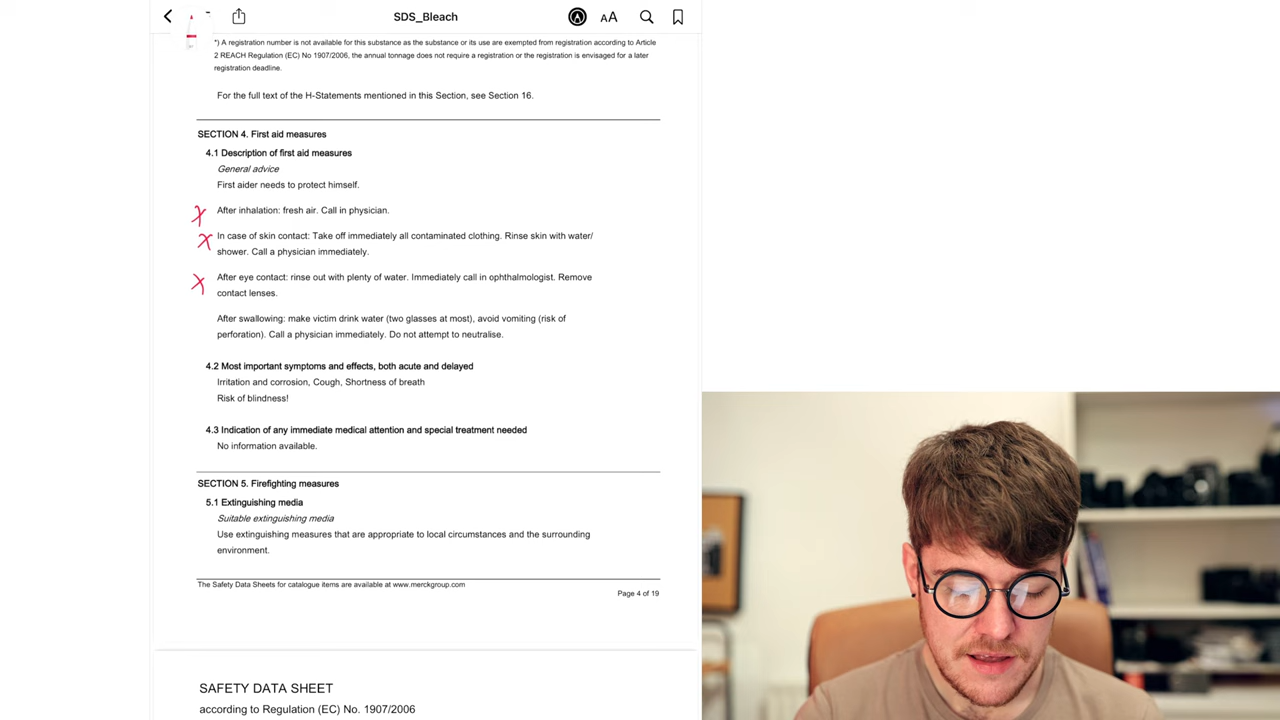 SDS_Bleach
AA
*) A registration number is not available for this substance as the substance or its use are exempted from registration according to Article
2 REACH Regulation (EC) No 1907/2006, the annual tonnage does not require a registration or the registration is envisaged for a later
registration deadline.
For the full text of the H-Statements mentioned in this Section, see Section 16.
SECTION 4. First aid measures
4.1 Description of first aid measures
General advice
First aider needs to protect himself.
After inhalation: fresh air. Call in physician.
In case of skin contact: Take off immediately all contaminated clothing. Rinse skin with water/
shower. Call a physician immediately.
After eye contact: rinse out with plenty of water. Immediately call in ophthalmologist. Remove
contact lenses.
After swallowing: make victim drink water (two glasses at most), avoid vomiting (risk of
perforation). Call a physician immediately. Do not attempt to neutralise.
4.2 Most important symptoms and effects, both acute and delayed
Irritation and corrosion, Cough, Shortness of breath
Risk of blindness!
4.3 Indication of any immediate medical attention and special treatment needed
No information available.
SECTION 5. Firefighting measures
5.1 Extinguishing media
Suitable extinguishing media
Use extinguishing measures that are appropriate to local circumstances and the surrounding
environment.
The Safety Data Sheets for catalogue items are available at www.merckgroup.com
Page 4 of 19
SAFETY DATA SHEET
according to Regulation (EC) No. 1907/2006